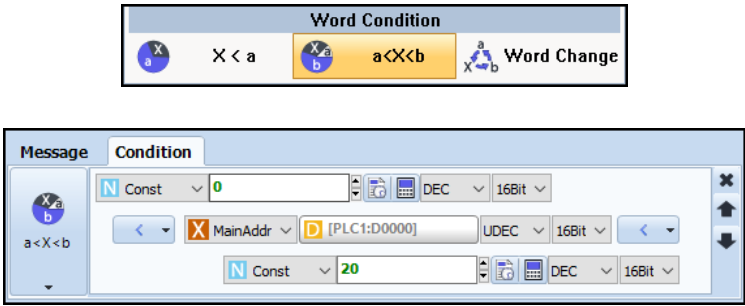 Word Condition
X < a
a<X<b
Word Change
Message Condition
N Const 0 DEC 16Bit
< X MainAddr D [PLC1:D0000] UDEC 16Bit <
a<X<b
N Const 20 DEC 16Bit